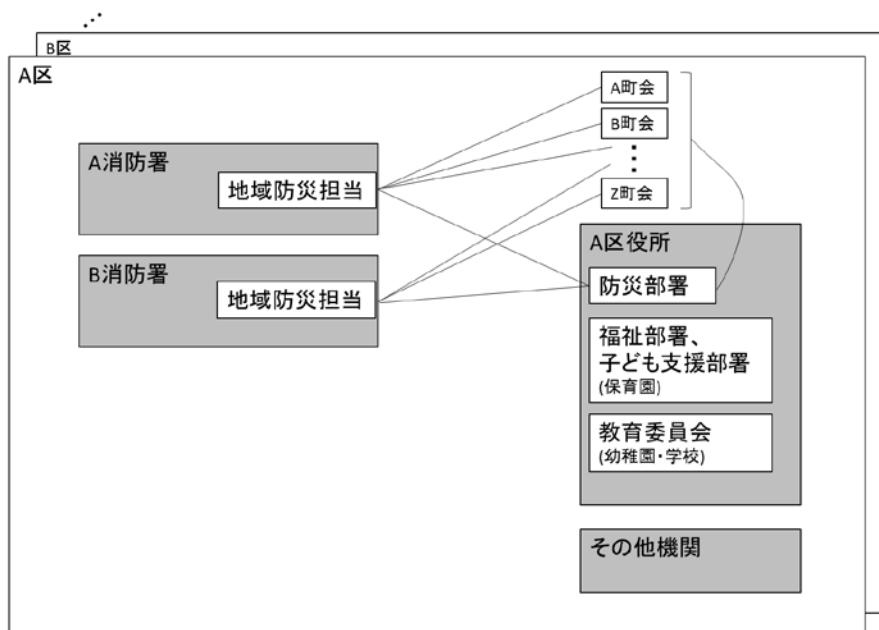 B区
A区
A町会
B町会
Z町会
A消防署
地域防災担当
B消防署
地域防災担当
A区役所
防災部署
福祉部署、
子ども支援部署
(保育園)
教育委員会
(幼稚園・学校)
その他機関